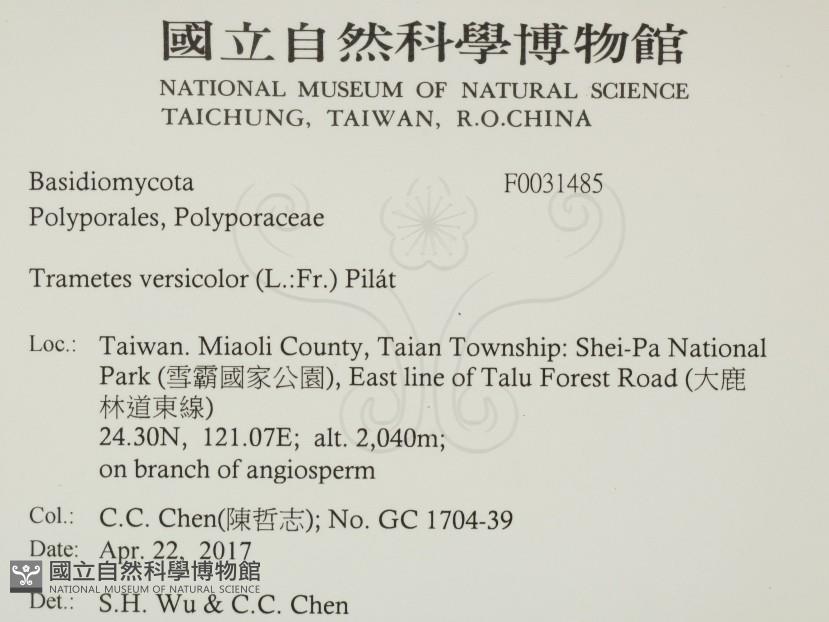 國立自然科學博物館
NATIONAL MUSEUM OF NATURAL SCIENCE
TAICHUNG, TAIWAN, R.O.CHINA
Basidiomycota F0031485
Polyporales, Polyporaceae
Trametes versicolor (L.:Fr.) Pilát
Loc.: Taiwan. Miaoli County, Taian Township: Shei-Pa National
Park (雪霸國家公園), East line of Talu Forest Road (大鹿
林道東線)
24.30N, 121.07E; alt. 2,040m;
on branch of angiosperm
Col.: C.C. Chen(陳哲志); No. GC 1704-39
Date: Apr. 22, 2017
國立自然科學博物館
NATIONAL MUSEUM OF NATURAL SCIENCE
Det.: S.H. Wu & C.C. Chen